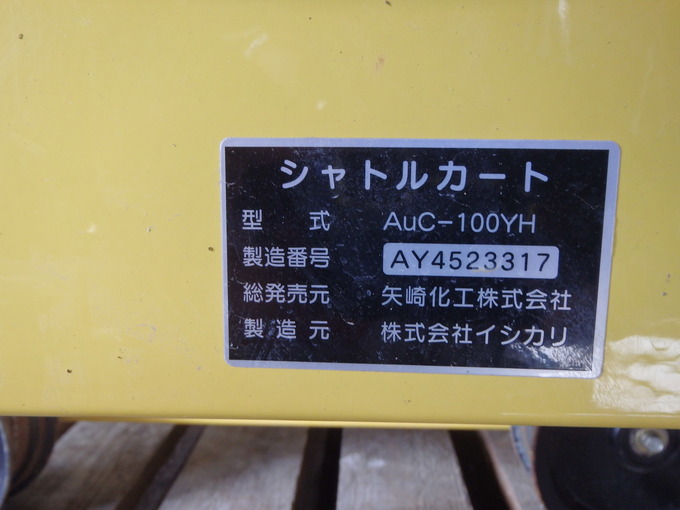 シャトルカート
型式 AuC-100YH
製造番号 AY4523317
総発売元 矢崎化工株式会社
製造元 株式会社イシカリ